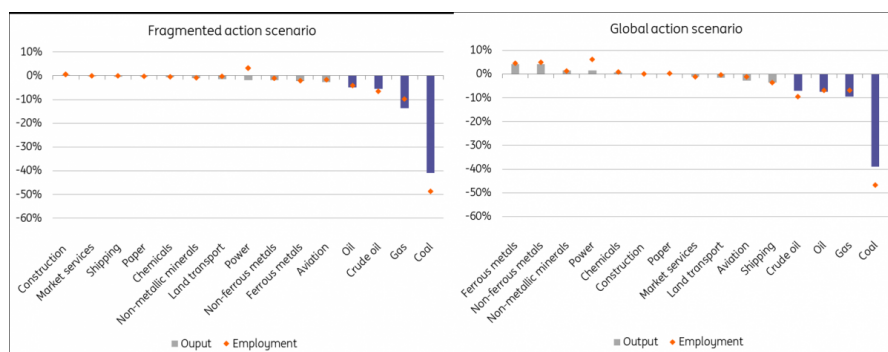 Fragmented action scenario
10%
0%
-10%
-20%
-30%
-40%
-50%
-60%
Construction
Market services
Shipping
Paper
Chemicals
Non-metallic minerals
Land transport
Power
Non-ferrous metals
Ferrous metals
Aviation
Oil
Crude oil
Gas
Coal
Ouput Employment
Global action scenario
10%
0%
-10%
-20%
-30%
-40%
-50%
-60%
Ferrous metals
Non-ferrous metals
Non-metallic minerals
Power
Chemicals
Construction
Paper
Market services
Land transport
Aviation
Shipping
Crude oil
Oil
Gas
Coal
Output Employment